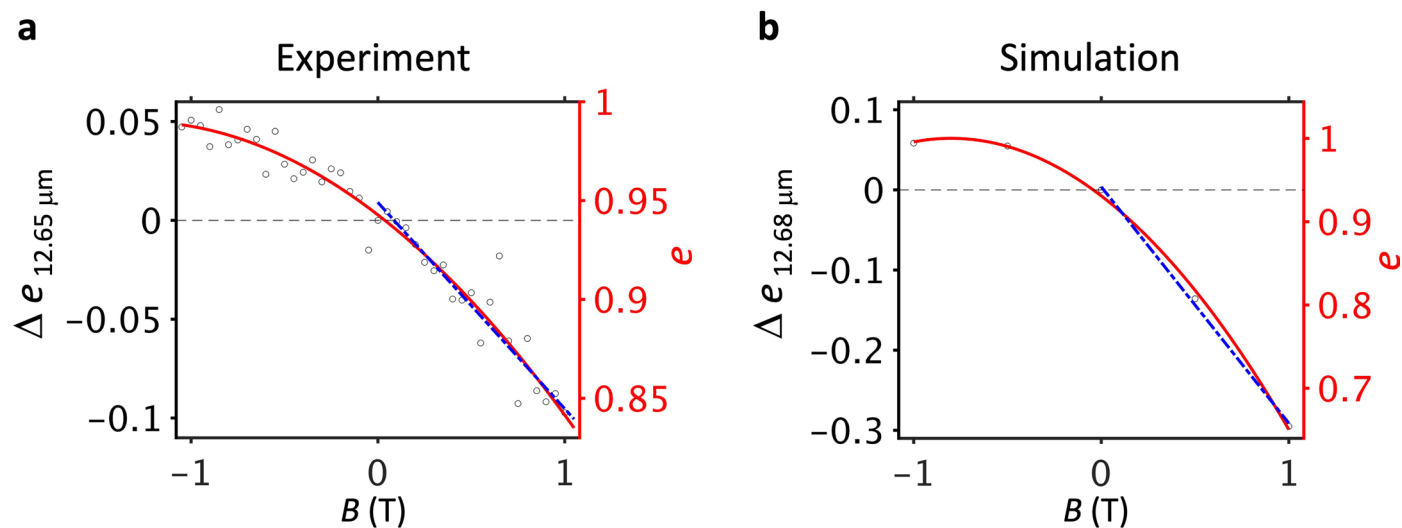 a
Experiment
0.05
0
−0.05
−0.1
Δ e 12.65 μm
1
0.95
0.9
0.85
e
−1
0
1
B (T)
b
Simulation
0.1
0
−0.1
−0.2
−0.3
Δ e 12.68 μm
1
0.9
0.8
0.7
e
−1
0
1
B (T)